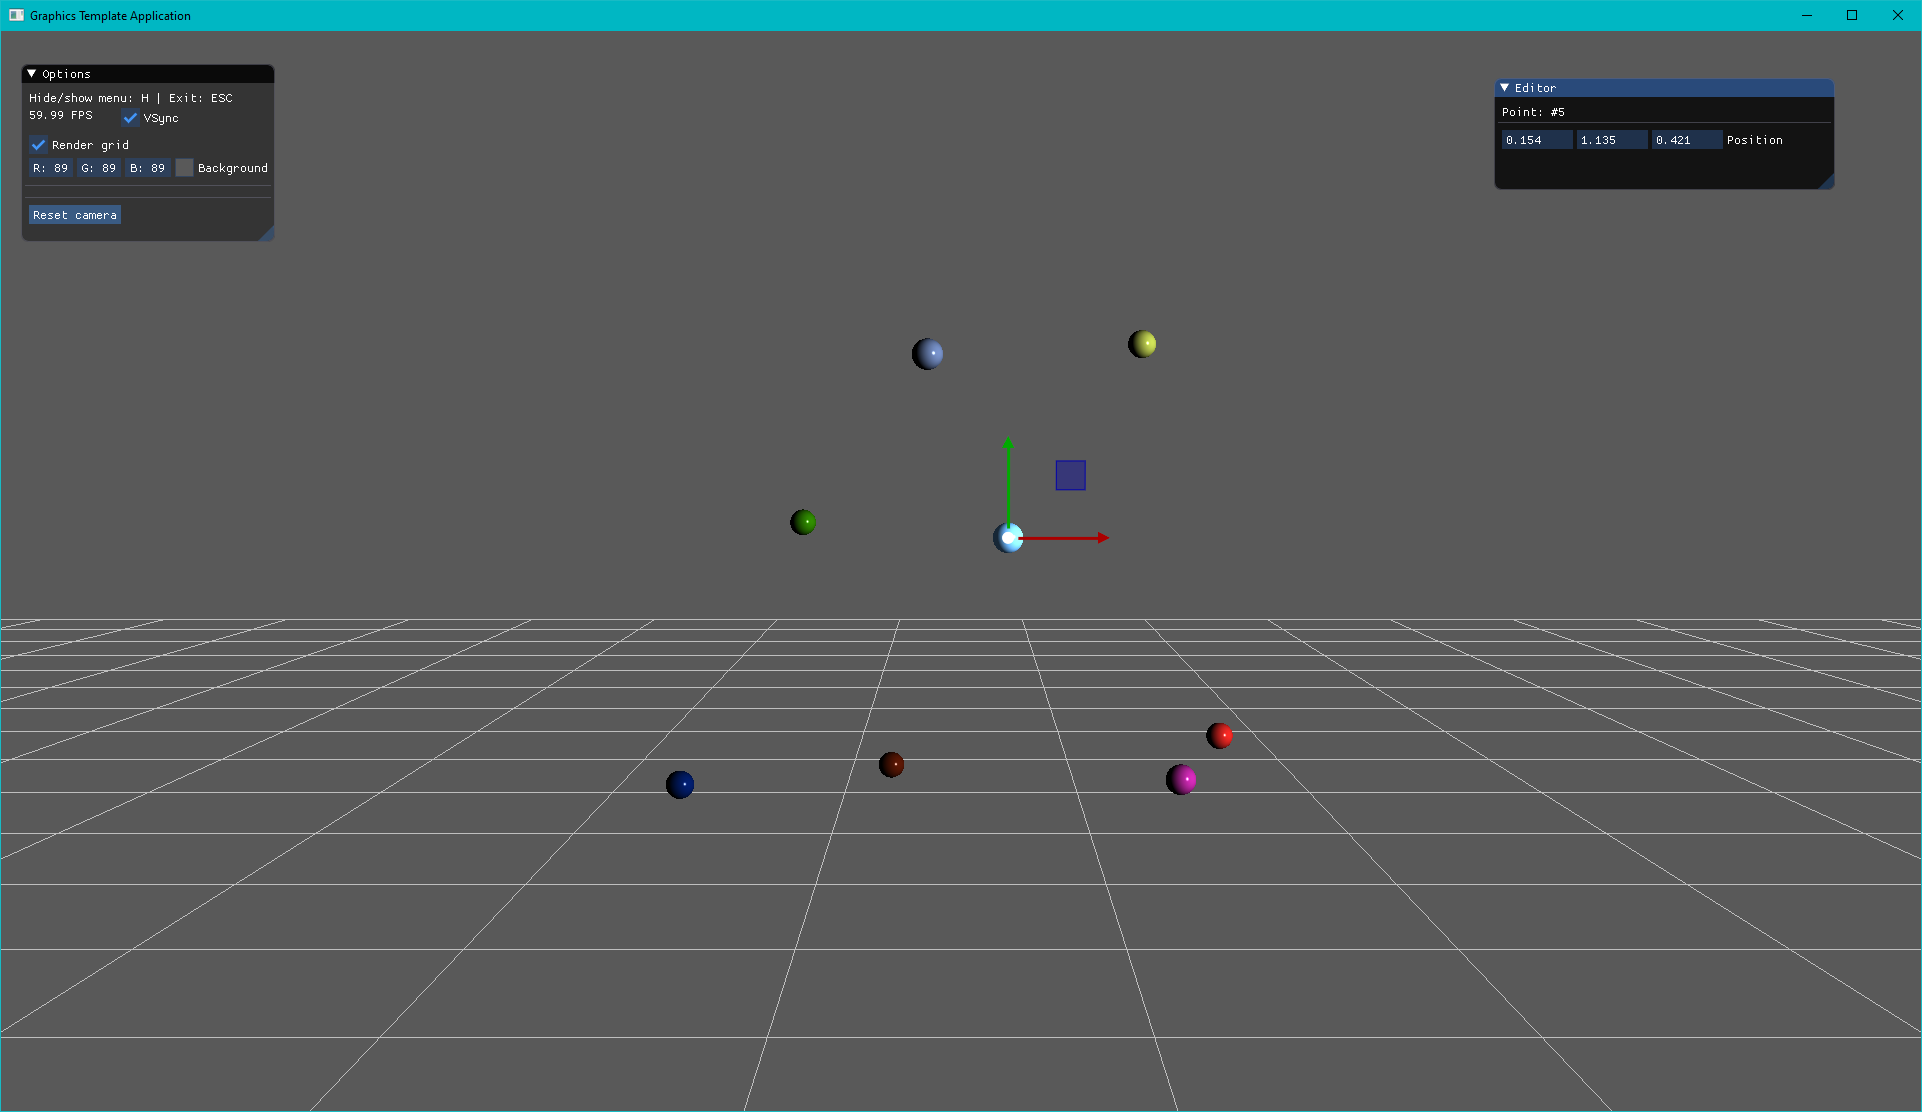 Graphics Template Application
Options
Hide/show menu: H | Exit: ESC
59.99 FPS VSync
Render grid
R: 89 G: 89 B: 89 Background
Reset camera
Editor
Point: #5
0.154 1.135 0.421 Position